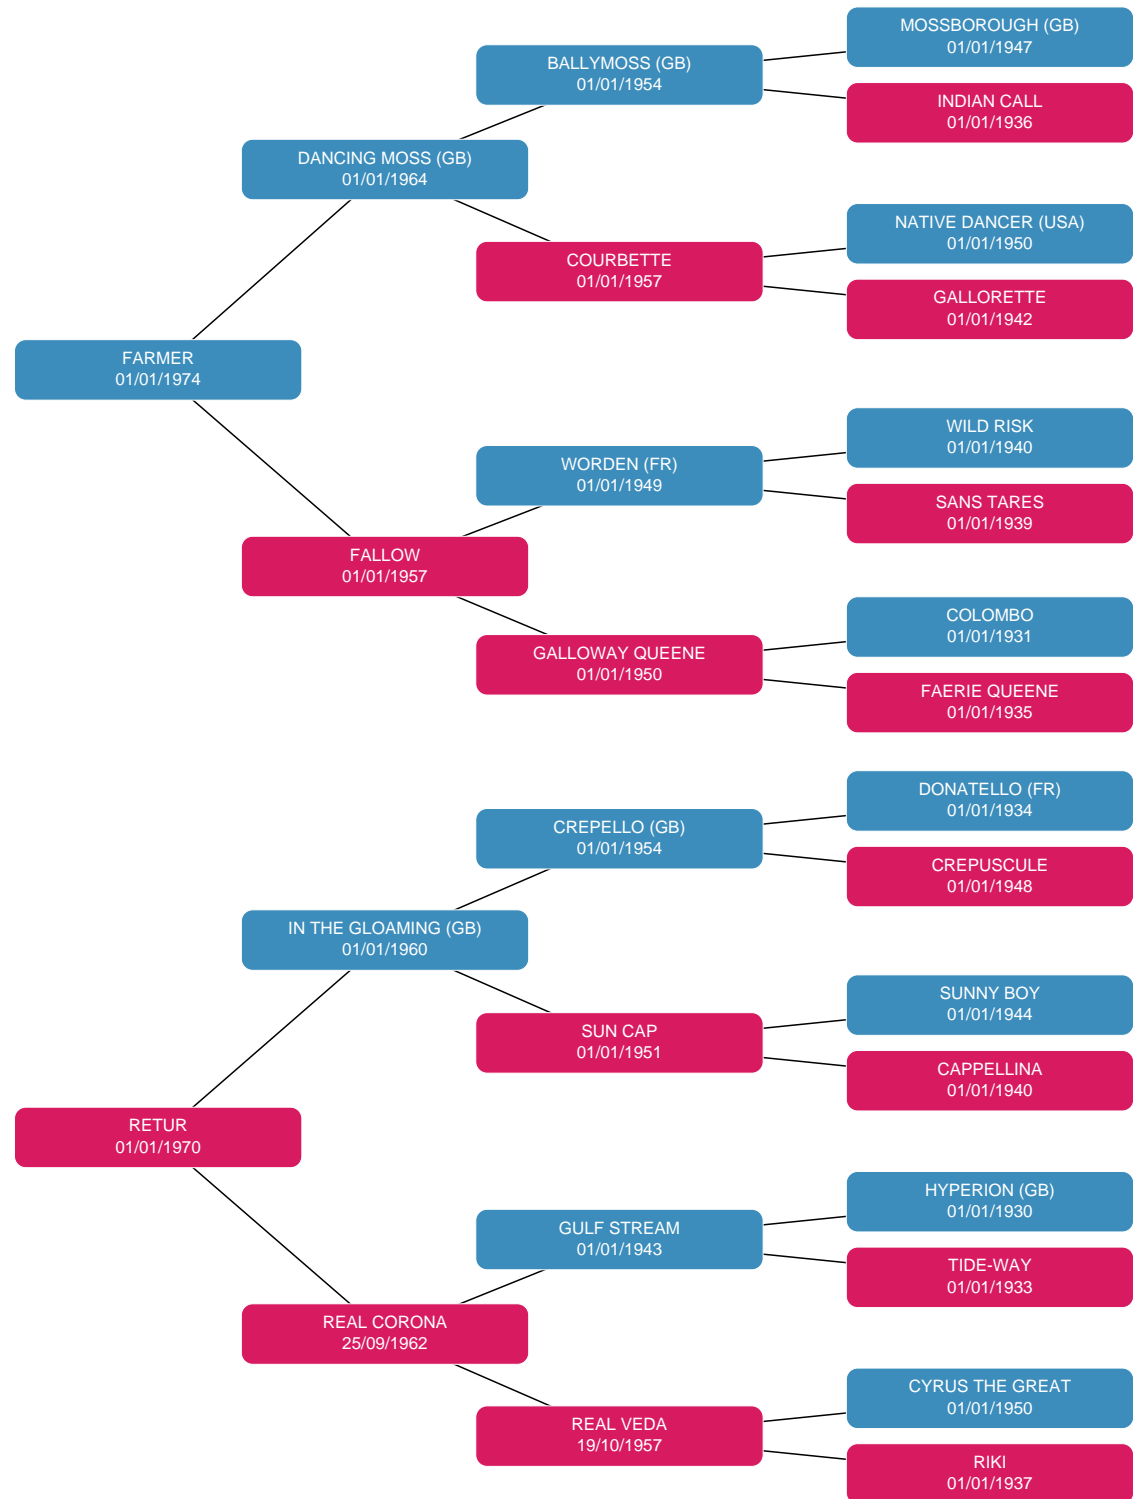 MOSSBOROUGH (GB)
01/01/1947
BALLYMOSS (GB)
01/01/1954
INDIAN CALL
01/01/1936
DANCING MOSS (GB)
01/01/1964
NATIVE DANCER (USA)
01/01/1950
COURBETTE
01/01/1957
GALLORETTE
01/01/1942
FARMER
01/01/1974
WILD RISK
01/01/1940
WORDEN (FR)
01/01/1949
SANS TARES
01/01/1939
FALLOW
01/01/1957
COLOMBO
01/01/1931
GALLOWAY QUEENE
01/01/1950
FAERIE QUEENE
01/01/1935
DONATELLO (FR)
01/01/1934
CREPELLO (GB)
01/01/1954
CREPUSCULE
01/01/1948
IN THE GLOAMING (GB)
01/01/1960
SUNNY BOY
01/01/1944
SUN CAP
01/01/1951
CAPPELLINA
01/01/1940
RETUR
01/01/1970
HYPERION (GB)
01/01/1930
GULF STREAM
01/01/1943
TIDE-WAY
01/01/1933
REAL CORONA
25/09/1962
CYRUS THE GREAT
01/01/1950
REAL VEDA
19/10/1957
RIKI
01/01/1937